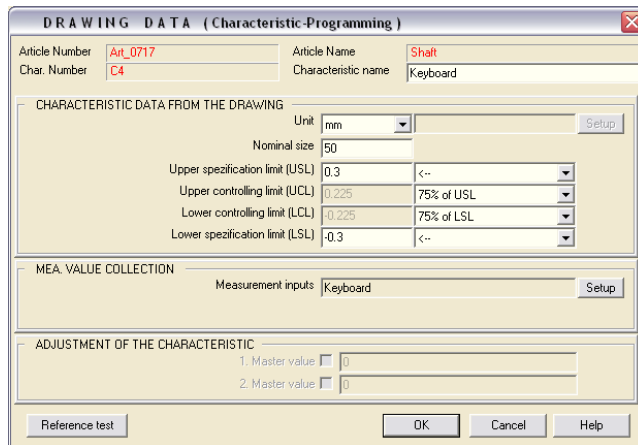 DRAWING DATA (Characteristic-Programming)
Article Number Art_0717 Article Name Shaft
Char. Number C4 Characteristic name Keyboard
CHARACTERISTIC DATA FROM THE DRAWING
Unit mm Setup
Nominal size 50
Upper spezification limit (USL) 0.3 <--
Upper controlling limit (UCL) 0.225 75% of USL
Lower controlling limit (LCL) -0.225 75% of LSL
Lower spezification limit (LSL) -0.3 <--
MEA. VALUE COLLECTION
Measurement inputs Keyboard Setup
ADJUSTMENT OF THE CHARACTERISTIC
1. Master value 0
2. Master value 0
Reference test OK Cancel Help